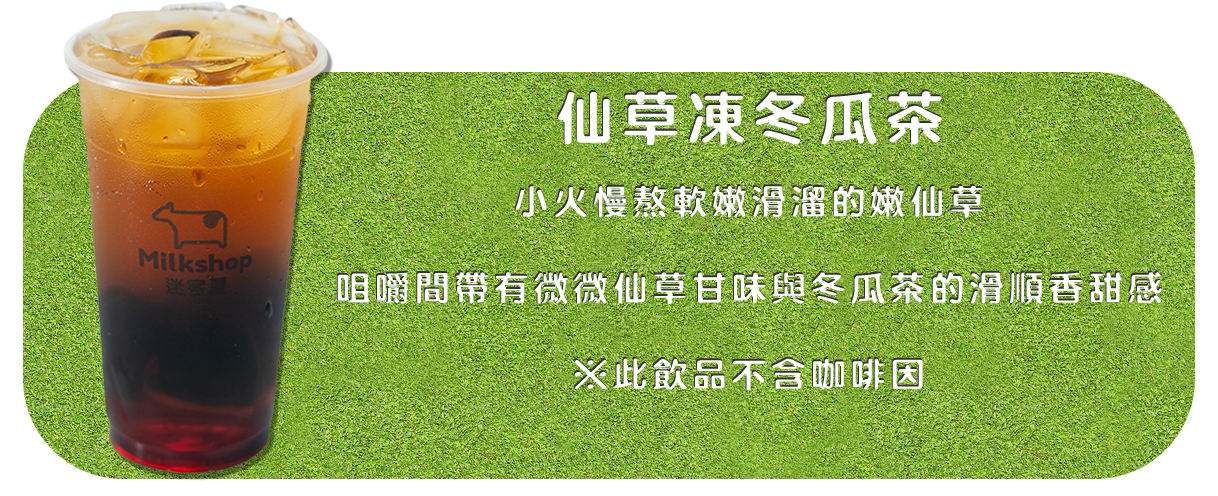 仙草凍冬瓜茶
小火慢熬軟嫩滑溜的嫩仙草
咀嚼間帶有微微仙草甘味與冬瓜茶的滑順香甜感
※此飲品不含咖啡因
Milkshop
迷客夏